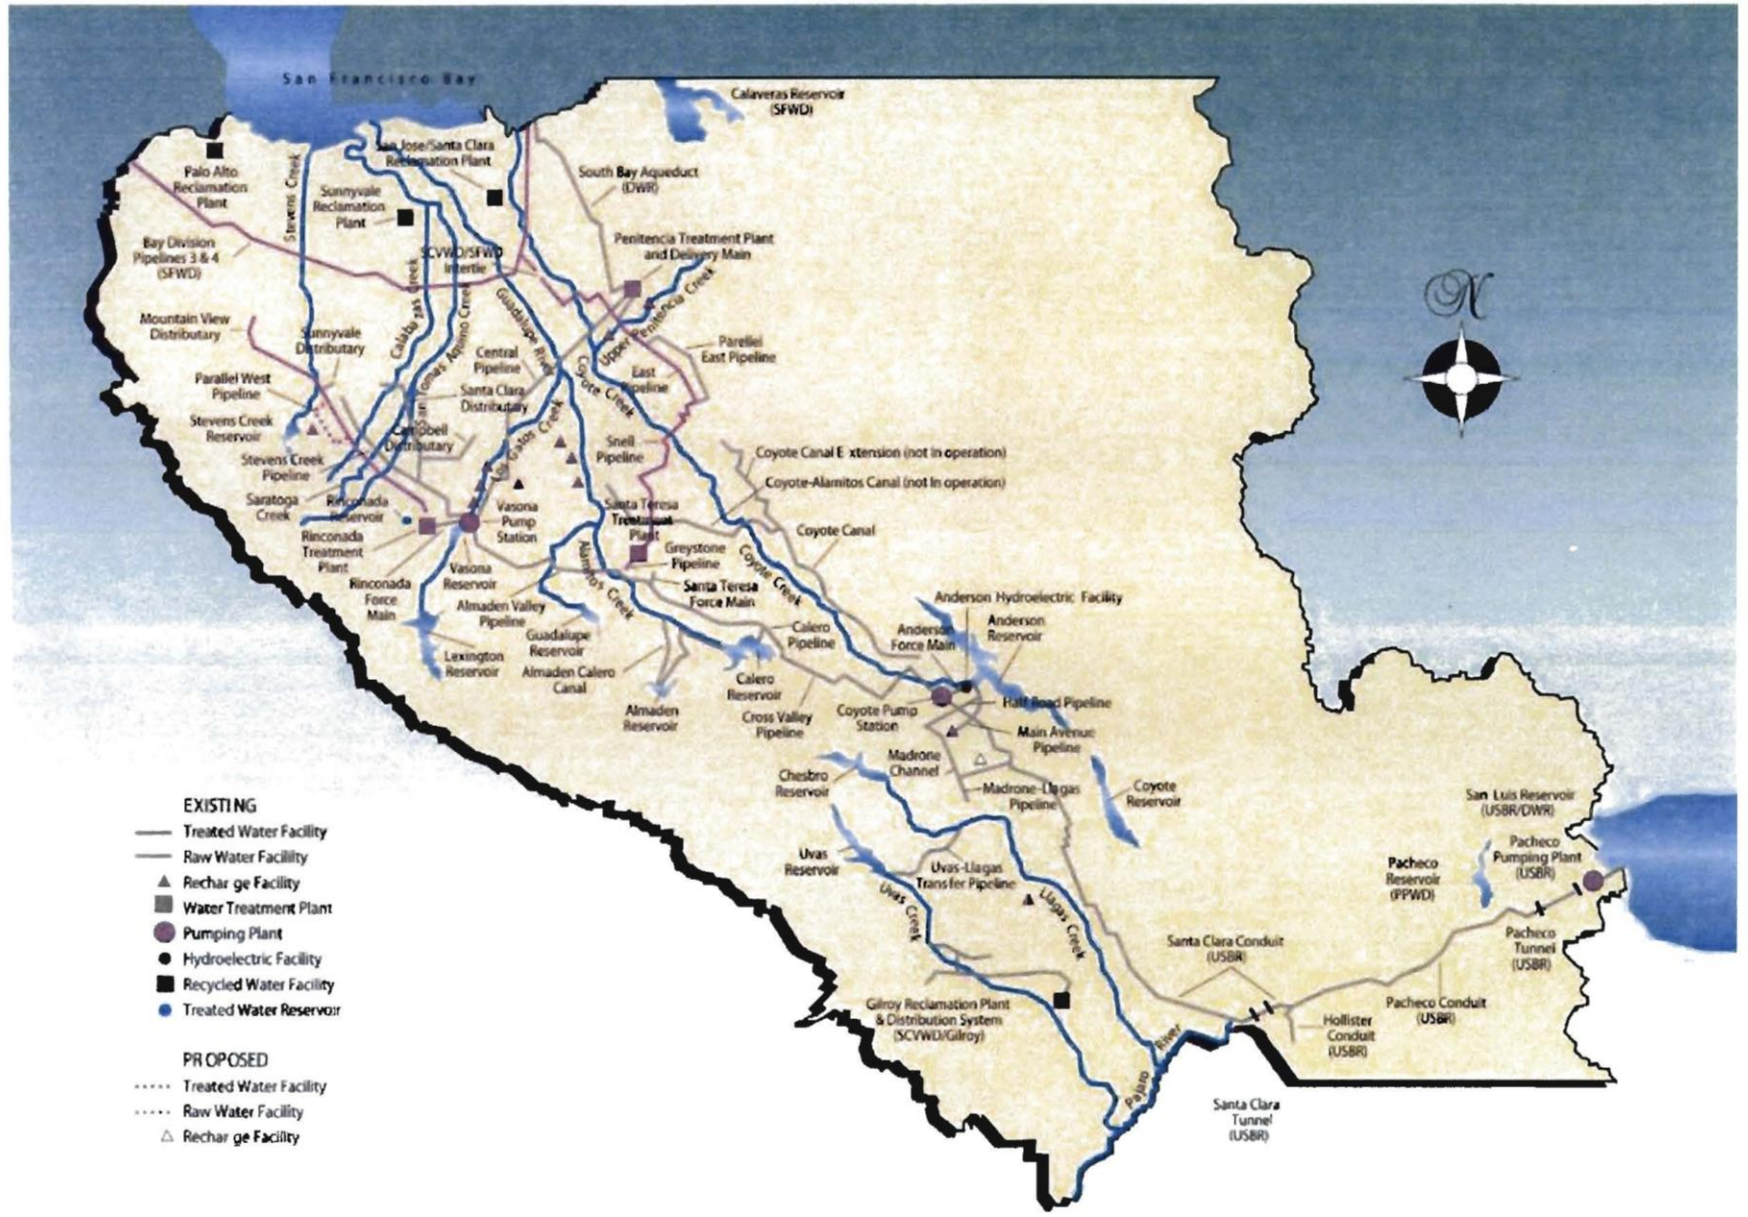 San Francisco Bay
Calaveras Reservoir
(SFWD)
San Jose/Santa Clara
Reclamation Plant
Palo Alto
Reclamation
Plant
Stevens Creek
Sunnyvale
Reclamation
Plant
South Bay Aqueduct
(DWR)
Bay Division
Pipelines 3 & 4
(SFWD)
SCVWD/SFWD
Intertie
Penitencia Treatment Plant
and Delivery Main
Upper Penitencia Creek
Mountain View
Distributary
Sunnyvale
Distributary
Calabazas Creek
San Tomas Aquino Creek
Guadalupe River
Central
Pipeline
Coyote Creek
Parellel
East Pipeline
East
Pipeline
Parallel West
Pipeline
Santa Clara
Distributary
Stevens Creek
Reservoir
Campbell
Distributary
Los Gatos Creek
Snell
Pipeline
Stevens Creek
Pipeline
Coyote Canal E xtension (not in operation)
Coyote-Alamitos Canal (not In operation)
Saratoga
Creek
Rinconada
Reservoir
Vasona
Pump
Station
Santa Teresa
Treatment
Plant
Coyote Canal
Rinconada
Treatment
Plant
Greystone
Pipeline
Coyote Creek
Rinconada
Force
Main
Vasona
Reservoir
Alamitos Creek
Santa Teresa
Force Main
Almaden Valley
Pipeline
Guadalupe
Reservoir
Calero
Pipeline
Anderson Hydroelectric Facility
Anderson
Force Main
Anderson
Reservoir
Lexington
Reservoir
Almaden Calero
Canal
Calero
Reservoir
Almaden
Reservoir
Cross Valley
Pipeline
Coyote Pump
Station
Half Road Pipeline
Main Avenue
Pipeline
Madrone
Channel
Chesbro
Reservoir
Madrone-Llagas
Pipeline
Coyote
Reservoir
San Luis Reservoir
(USBR/DWR)
Pacheco
Pumping Plant
(USBR)
Pacheco
Reservoir
(PPWD)
Uvas
Reservoir
Uvas-Llagas
Transfer Pipeline
Uvas Creek
Llagas Creek
Santa Clara Conduit
(USBR)
Pacheco
Tunnel
(USBR)
Gilroy Reclamation Plant
& Distribution System
(SCVWD/Gilroy)
Pacheco Conduit
(USBR)
Hollister
Conduit
(USBR)
Pajaro River
Santa Clara
Tunnel
(USBR)
N
EXISTING
Treated Water Facility
Raw Water Facillity
Rechar ge Facility
Water Treatment Plant
Pumping Plant
Hydroelectric Facility
Recycled Water Facility
Treated Water Reservoir
PROPOSED
Treated Water Facility
Raw Water Facility
Rechar ge Facility